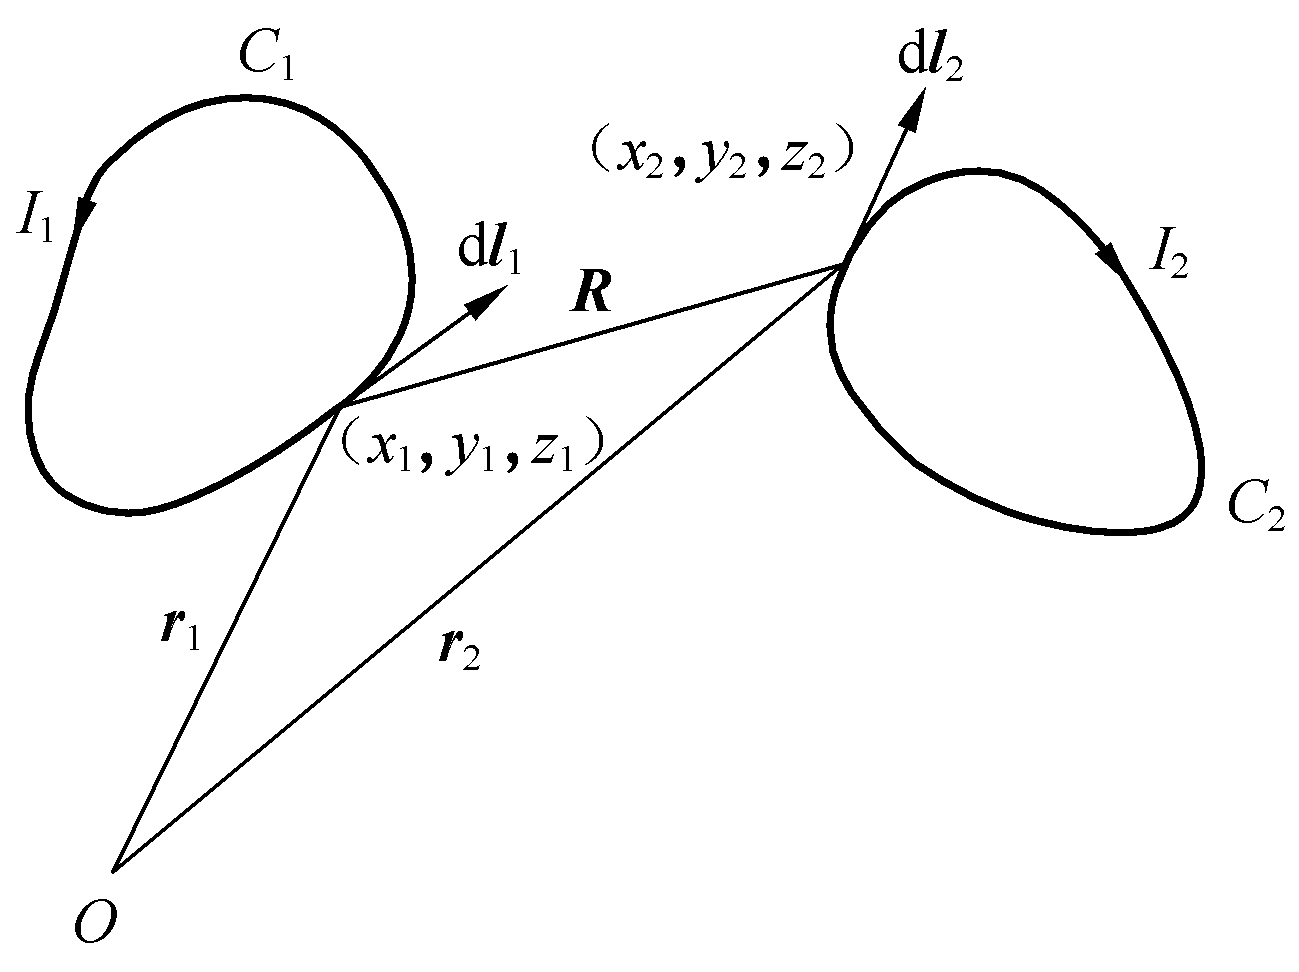 C₁
dl₂
(x₂, y₂, z₂)
I₁
dl₁
I₂
R
(x₁, y₁, z₁)
C₂
r₁
r₂
O